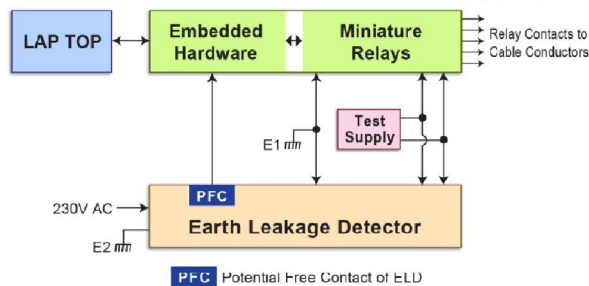 LAP TOP
Embedded
Hardware
Miniature
Relays
Relay Contacts to
Cable Conductors
Test
Supply
E1
PFC
230V AC
Earth Leakage Detector
E2
PFC Potential Free Contact of ELD